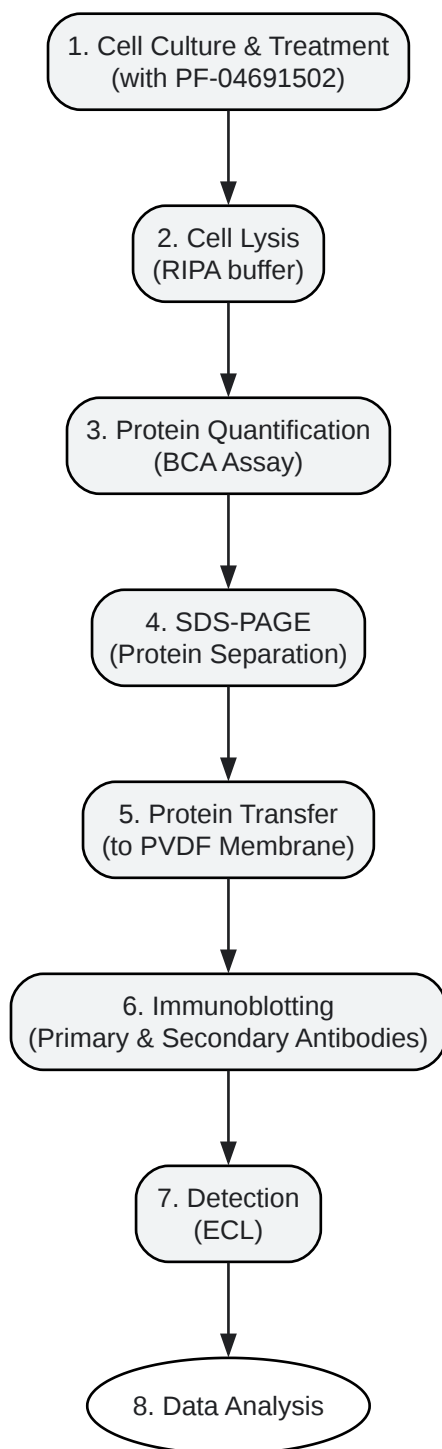 1. Cell Culture & Treatment
(with PF-04691502)
2. Cell Lysis
(RIPA buffer)
3. Protein Quantification
(BCA Assay)
4. SDS-PAGE
(Protein Separation)
5. Protein Transfer
(to PVDF Membrane)
6. Immunoblotting
(Primary & Secondary Antibodies)
7. Detection
(ECL)
8. Data Analysis